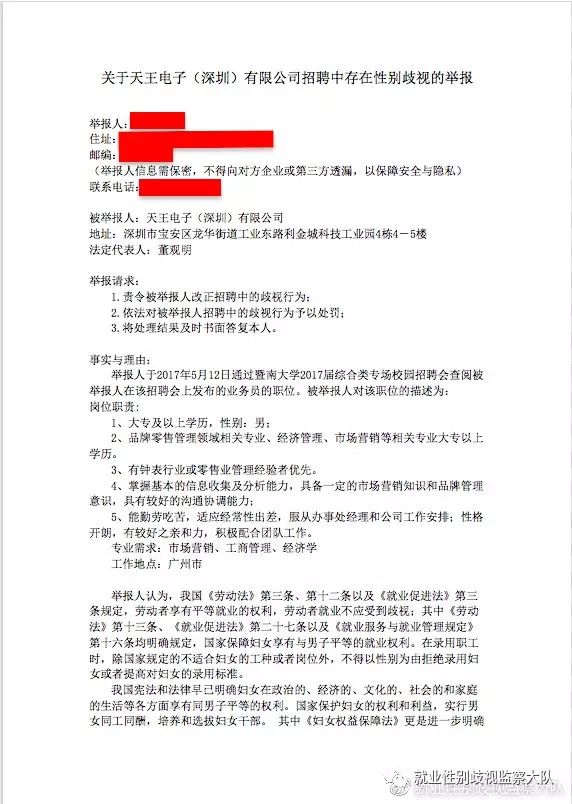 关于天王电子（深圳）有限公司招聘中存在性别歧视的举报
举报人:
住址:
邮编:
（举报人信息需保密，不得向对方企业或第三方透漏，以保障安全与隐私）
联系电话:
被举报人：天王电子（深圳）有限公司
地址：深圳市宝安区龙华街道工业东路利金城科技工业园4栋4－5楼
法定代表人：董观明
举报请求：
1.责令被举报人改正招聘中的歧视行为；
2.依法对被举报人招聘中的歧视行为予以处罚；
3.将处理结果及时书面答复本人。
事实与理由：
举报人于2017年5月12日通过暨南大学2017届综合类专场校园招聘会查阅被
举报人在该招聘会上发布的业务员的职位。被举报人对该职位的描述为：
岗位职责:
1、大专及以上学历，性别：男；
2、品牌零售管理领域相关专业、经济管理、市场营销等相关专业大专以上
学历。
3、有钟表行业或零售业管理经验者优先。
4、掌握基本的信息收集及分析能力，具备一定的市场营销知识和品牌管理
意识，具有较好的沟通协调能力；
5、能勤劳吃苦，适应经常性出差，服从办事处经理和公司工作安排；性格
开朗，有较好之亲和力，积极配合团队工作。
专业需求：市场营销、工商管理、经济学
工作地点：广州市
举报人认为，我国《劳动法》第三条、第十二条以及《就业促进法》第三
条规定，劳动者享有平等就业的权利，劳动者就业不应受到歧视；其中《劳动
法》第十三条、《就业促进法》第二十七条以及《就业服务与就业管理规定》
第十六条均明确规定，国家保障妇女享有与男子平等的就业权利。在录用职工
时，除国家规定的不适合妇女的工种或者岗位外，不得以性别为由拒绝录用妇
女或者提高对妇女的录用标准。
我国宪法和法律早已明确妇女在政治的、经济的、文化的、社会的和家庭
的生活等各方面享有同男子平等的权利。国家保护妇女的权利和利益，实行男
女同工同酬，培养和选拔妇女干部。 其中《妇女权益保障法》更是进一步明确
就业性别歧视监察大队
@就业性别歧视监察大队